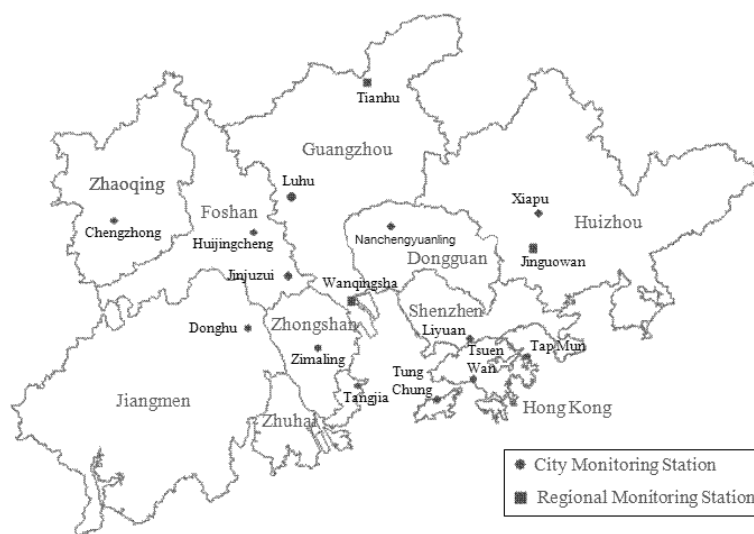 Tianhu
Guangzhou
Zhaoqing
Luhu
Xiapu
Foshan
Huizhou
Chengzhong
Huijingcheng
Nanchengyuanling
Dongguan
Jinguowan
Jinjuzui
Wanqingsha
Shenzhen
Donghu
Zhongshan
Liyuan
Zimaling
Tsuen
Wan
Tap Mun
Tung
Chung
Tangjia
Jiangmen
Zhuhai
Hong Kong
City Monitoring Station
Regional Monitoring Station